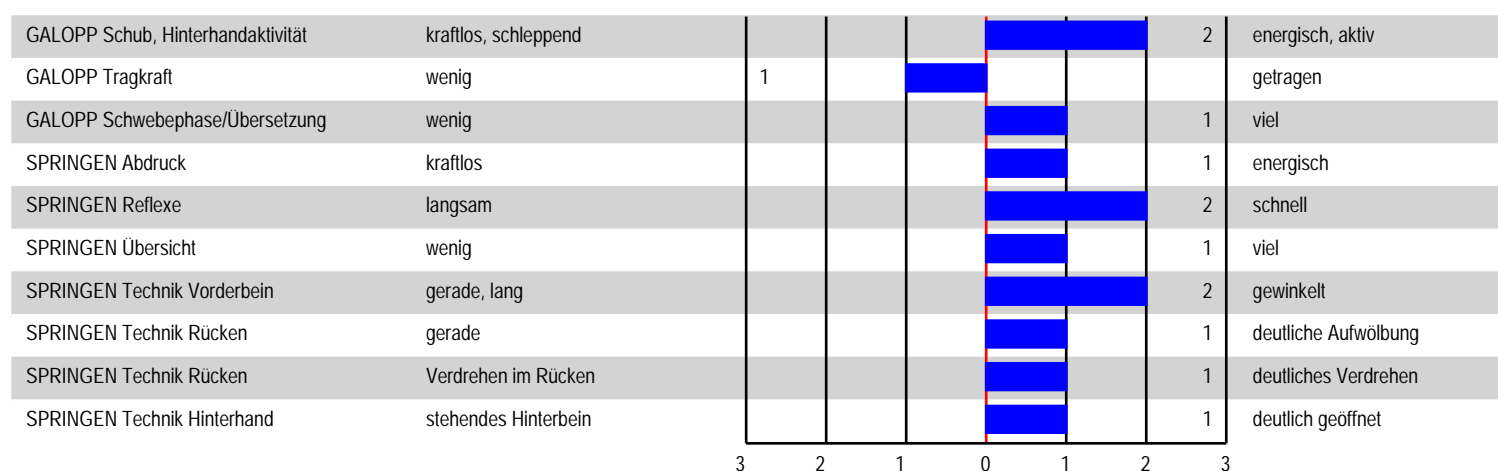 GALOPP Schub, Hinterhandaktivität kraftlos, schleppend 2 energisch, aktiv
GALOPP Tragkraft wenig 1 getragen
GALOPP Schwebephase/Übersetzung wenig 1 viel
SPRINGEN Abdruck kraftlos 1 energisch
SPRINGEN Reflexe langsam 2 schnell
SPRINGEN Übersicht wenig 1 viel
SPRINGEN Technik Vorderbein gerade, lang 2 gewinkelt
SPRINGEN Technik Rücken gerade 1 deutliche Aufwölbung
SPRINGEN Technik Rücken Verdrehen im Rücken 1 deutliches Verdrehen
SPRINGEN Technik Hinterhand stehendes Hinterbein 1 deutlich geöffnet
3 2 1 0 1 2 3